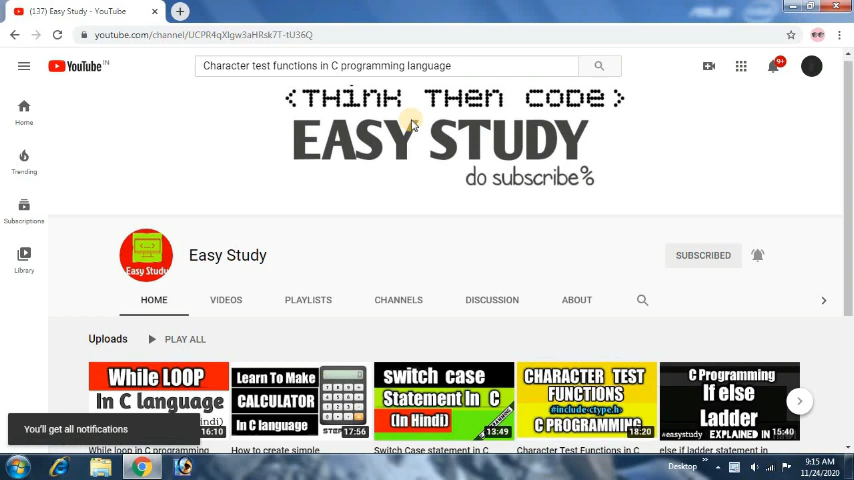 (137) Easy Study - YouTube
youtube.com/channel/UCPR4qXlgw3aHRsk7T-tU36Q
YouTube IN
Character test functions in C programming language
9+
<THINK THEN CODE>
EASY STUDY
do subscribe%
Home
Trending
Subscriptions
Library
Easy Study
Easy Study
SUBSCRIBED
HOME VIDEOS PLAYLISTS CHANNELS DISCUSSION ABOUT
Uploads PLAY ALL
While LOOP
In C language
16:10
Learn To Make
CALCULATOR
In C language
STEP
17:56
switch case
Statement In C
(In Hindi)
C PROGRAMMING
13:49
CHARACTER TEST
FUNCTIONS
#include<ctype.h>
C PROGRAMMING
18:20
C Programming
If else
Ladder
#easystudy EXPLAINED IN
15:40
You'll get all notifications
While loop in C programming
How to create simple
Switch Case statement in C
Character Test Functions in C
else if ladder statement in C
Desktop
9:15 AM
11/24/2020